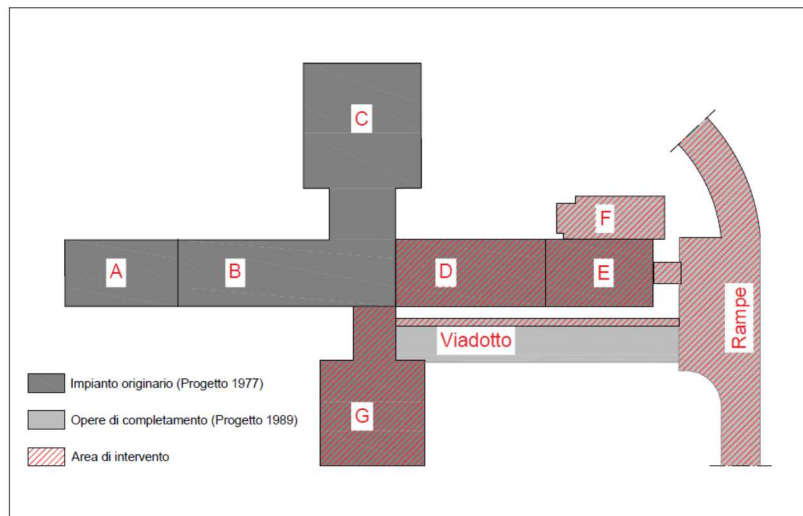 C
F
A
B
D
E
Rampe
Viadotto
Impianto originario (Progetto 1977)
G
Opere di completamento (Progetto 1989)
Area di intervento